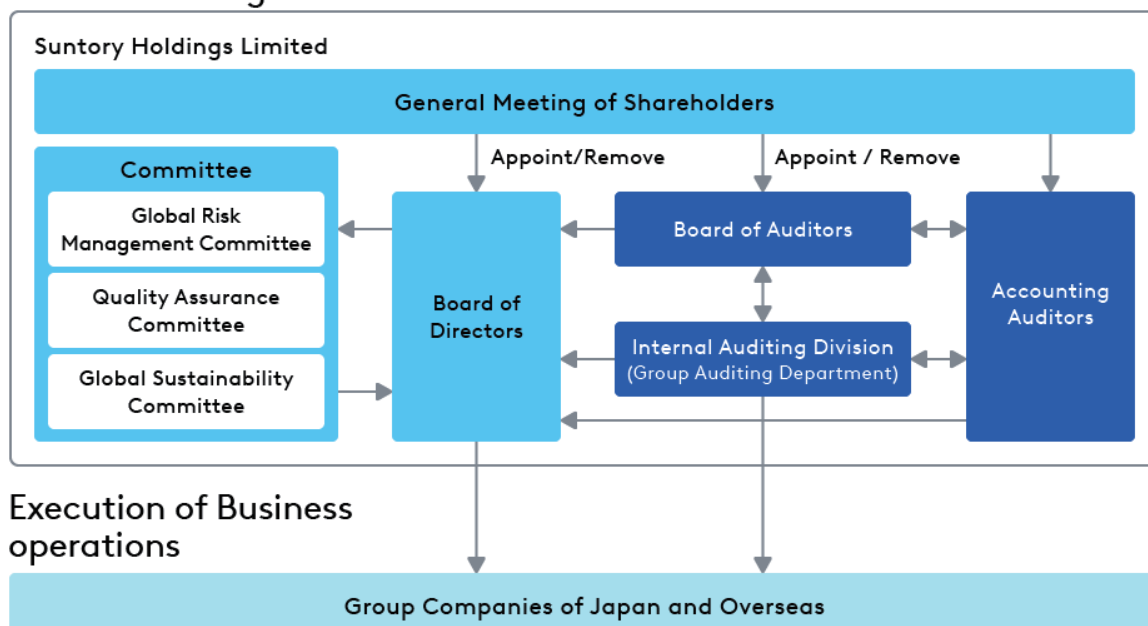 Suntory Holdings Limited
General Meeting of Shareholders
Appoint/Remove
Appoint / Remove
Committee
Global Risk
Management Committee
Quality Assurance
Committee
Global Sustainability
Committee
Board of
Directors
Board of Auditors
Internal Auditing Division
(Group Auditing Department)
Accounting
Auditors
Execution of Business
operations
Group Companies of Japan and Overseas